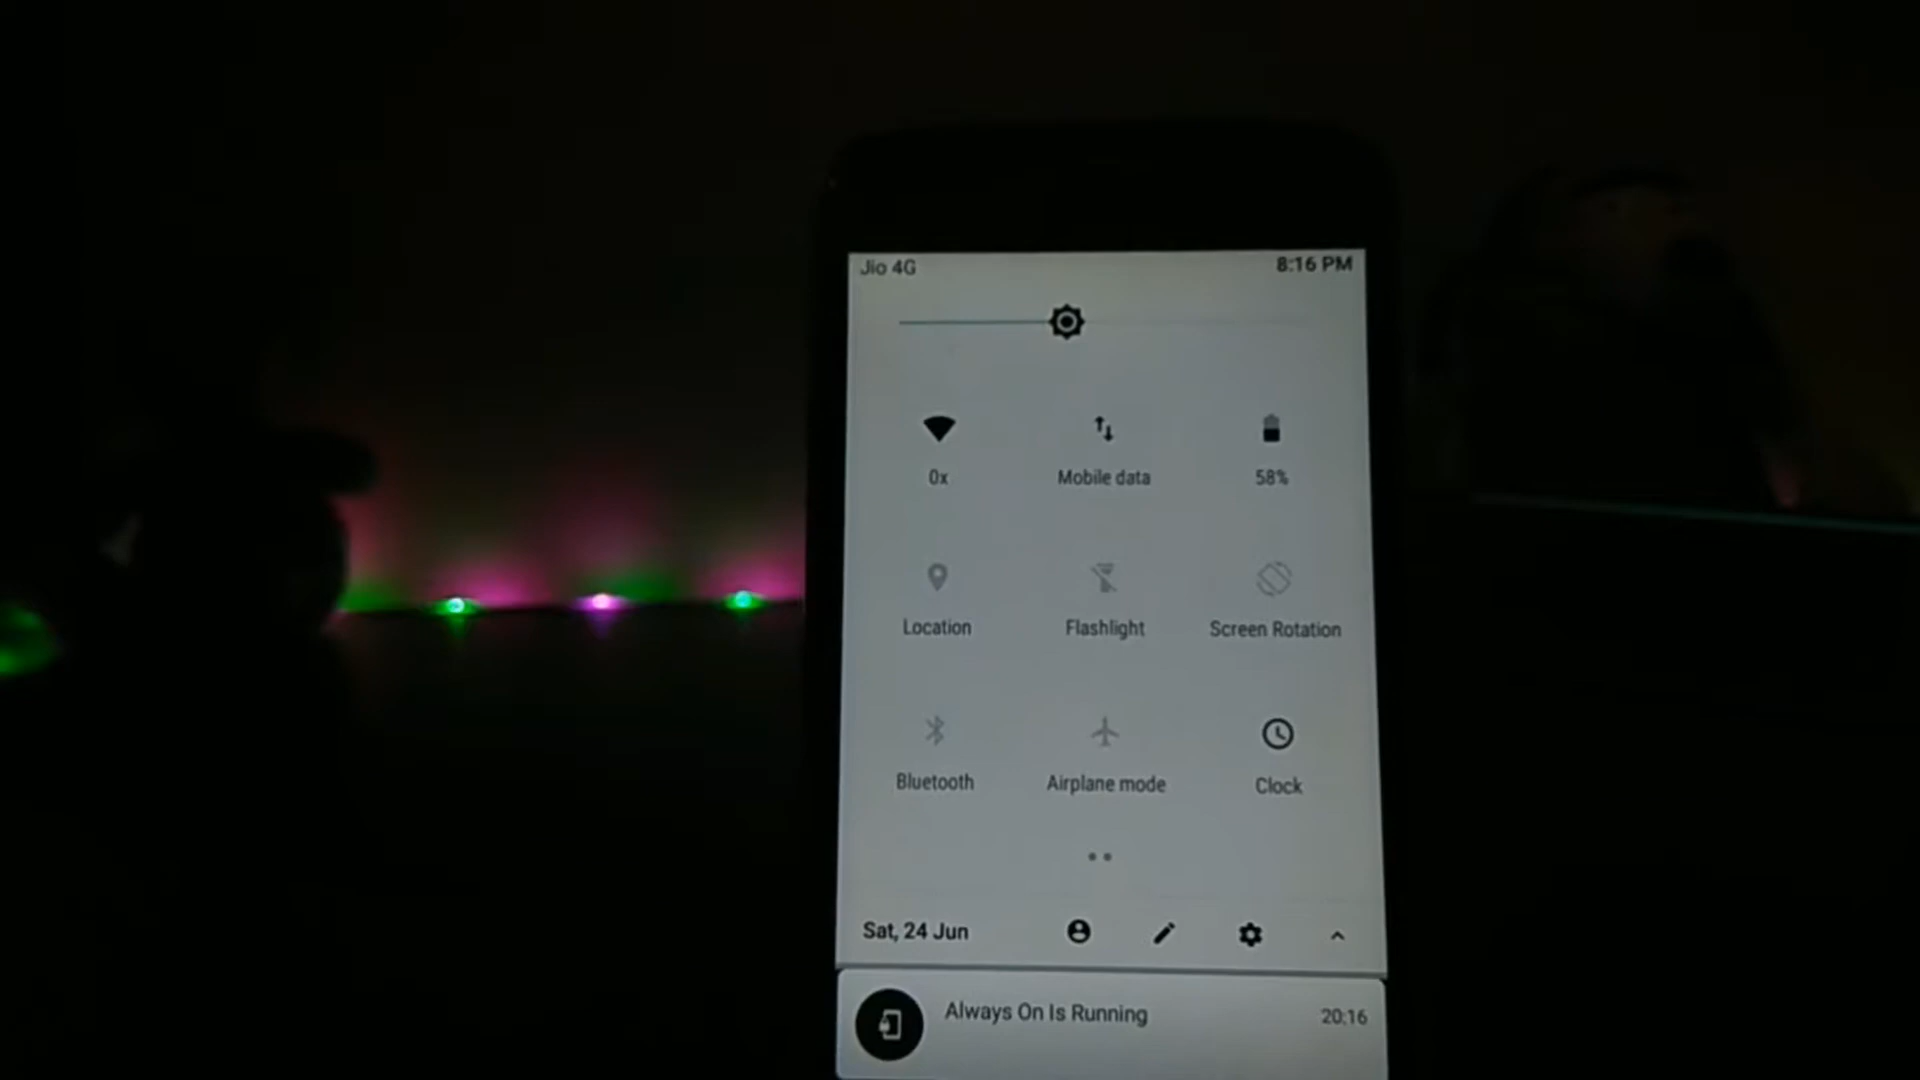 Jio 4G 8:16 PM
0x Mobile data 58%
Location Flashlight Screen Rotation
Bluetooth Airplane mode Clock
Sat, 24 Jun
Always On Is Running 20:16